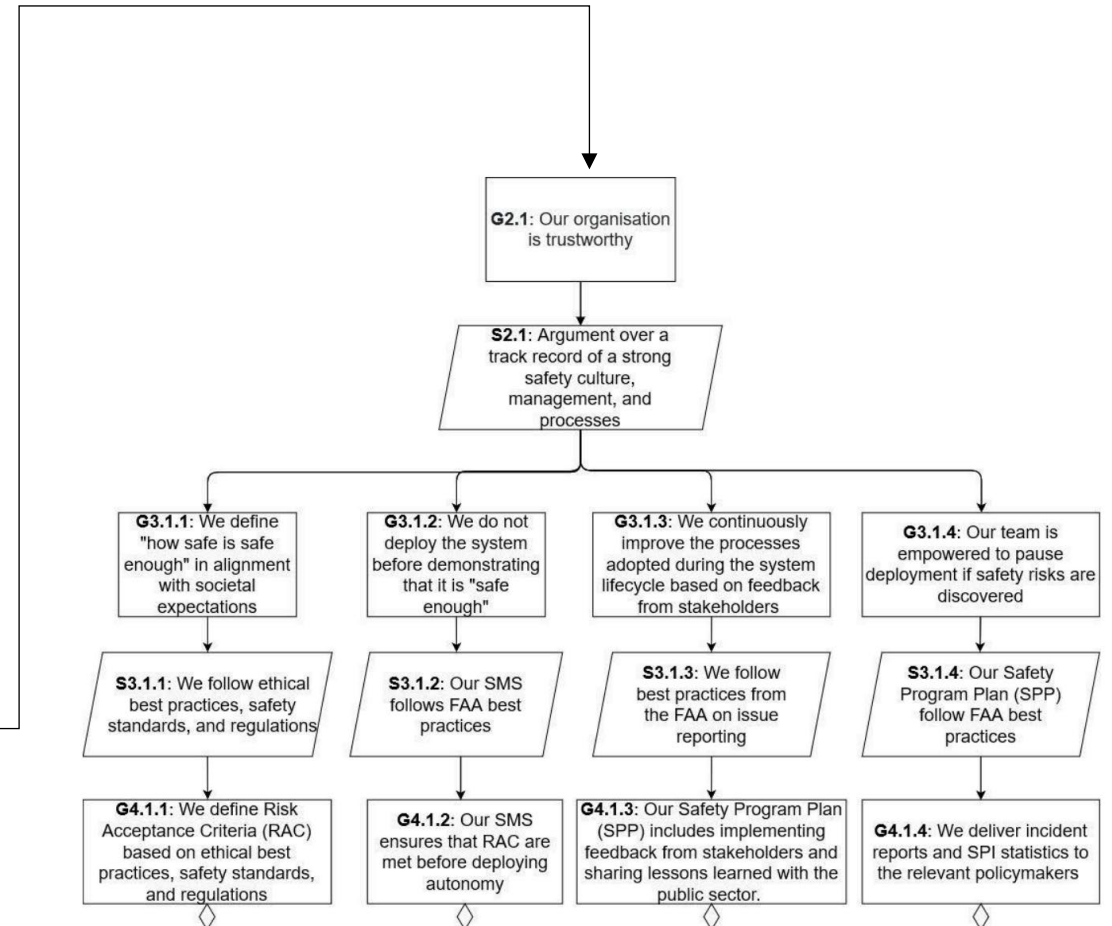 G2.1: Our organisation
is trustworthy
S2.1: Argument over a
track record of a strong
safety culture,
management, and
processes
G3.1.1: We define
"how safe is safe
enough" in alignment
with societal
expectations
G3.1.2: We do not
deploy the system
before demonstrating
that it is "safe
enough"
G3.1.3: We continuously
improve the processes
adopted during the system
lifecycle based on feedback
from stakeholders
G3.1.4: Our team is
empowered to pause
deployment if safety risks are
discovered
S3.1.1: We follow ethical
best practices, safety
standards, and regulations
S3.1.2: Our SMS
follows FAA best
practices
S3.1.3: We follow
best practices from
the FAA on issue
reporting
S3.1.4: Our Safety
Program Plan (SPP)
follow FAA best
practices
G4.1.1: We define Risk
Acceptance Criteria (RAC)
based on ethical best
practices, safety standards,
and regulations
G4.1.2: Our SMS
ensures that RAC are
met before deploying
autonomy
G4.1.3: Our Safety Program Plan
(SPP) includes implementing
feedback from stakeholders and
sharing lessons learned with the
public sector.
G4.1.4: We deliver incident
reports and SPI statistics to
the relevant policymakers